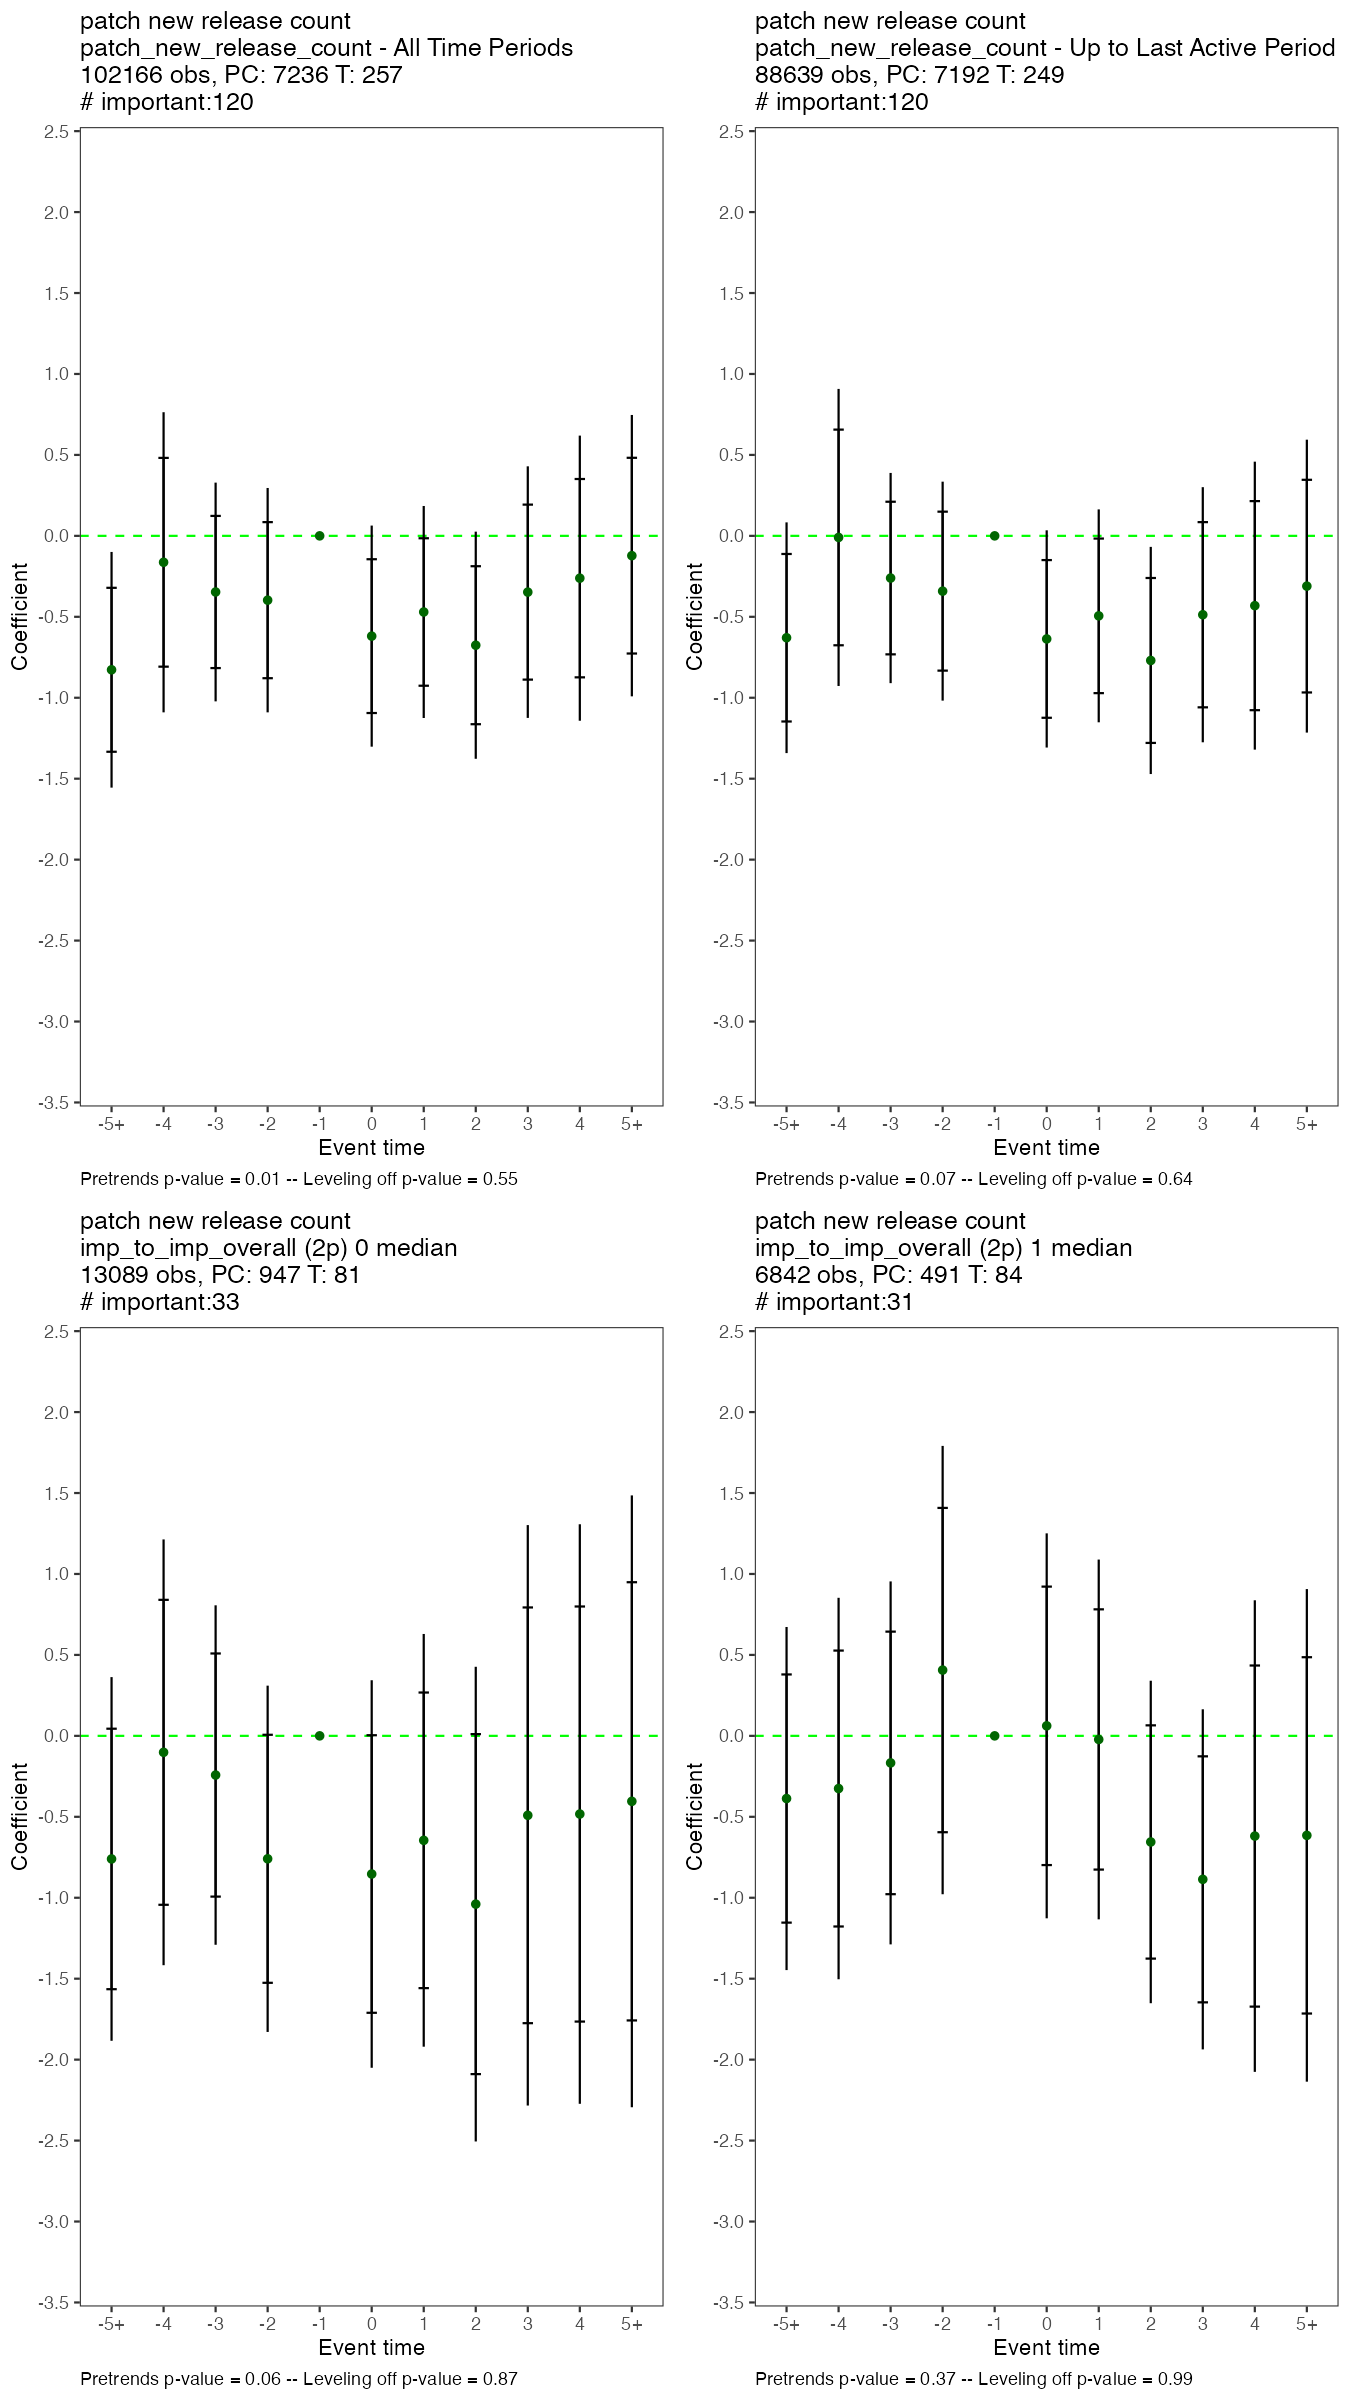 patch new release count
patch_new_release_count - All Time Periods
102166 obs, PC: 7236 T: 257
# important:120
2.5
2.0
1.5
1.0
0.5
0.0
-0.5
-1.0
-1.5
-2.0
-2.5
-3.0
-3.5
Coefficient
-5+ -4 -3 -2 -1 0 1 2 3 4 5+
Event time
Pretrends p-value = 0.01 -- Leveling off p-value = 0.55
patch new release count
patch_new_release_count - Up to Last Active Period
88639 obs, PC: 7192 T: 249
# important:120
2.5
2.0
1.5
1.0
0.5
0.0
-0.5
-1.0
-1.5
-2.0
-2.5
-3.0
-3.5
Coefficient
-5+ -4 -3 -2 -1 0 1 2 3 4 5+
Event time
Pretrends p-value = 0.07 -- Leveling off p-value = 0.64
patch new release count
imp_to_imp_overall (2p) 0 median
13089 obs, PC: 947 T: 81
# important:33
2.5
2.0
1.5
1.0
0.5
0.0
-0.5
-1.0
-1.5
-2.0
-2.5
-3.0
-3.5
Coefficient
-5+ -4 -3 -2 -1 0 1 2 3 4 5+
Event time
Pretrends p-value = 0.06 -- Leveling off p-value = 0.87
patch new release count
imp_to_imp_overall (2p) 1 median
6842 obs, PC: 491 T: 84
# important:31
2.5
2.0
1.5
1.0
0.5
0.0
-0.5
-1.0
-1.5
-2.0
-2.5
-3.0
-3.5
Coefficient
-5+ -4 -3 -2 -1 0 1 2 3 4 5+
Event time
Pretrends p-value = 0.37 -- Leveling off p-value = 0.99